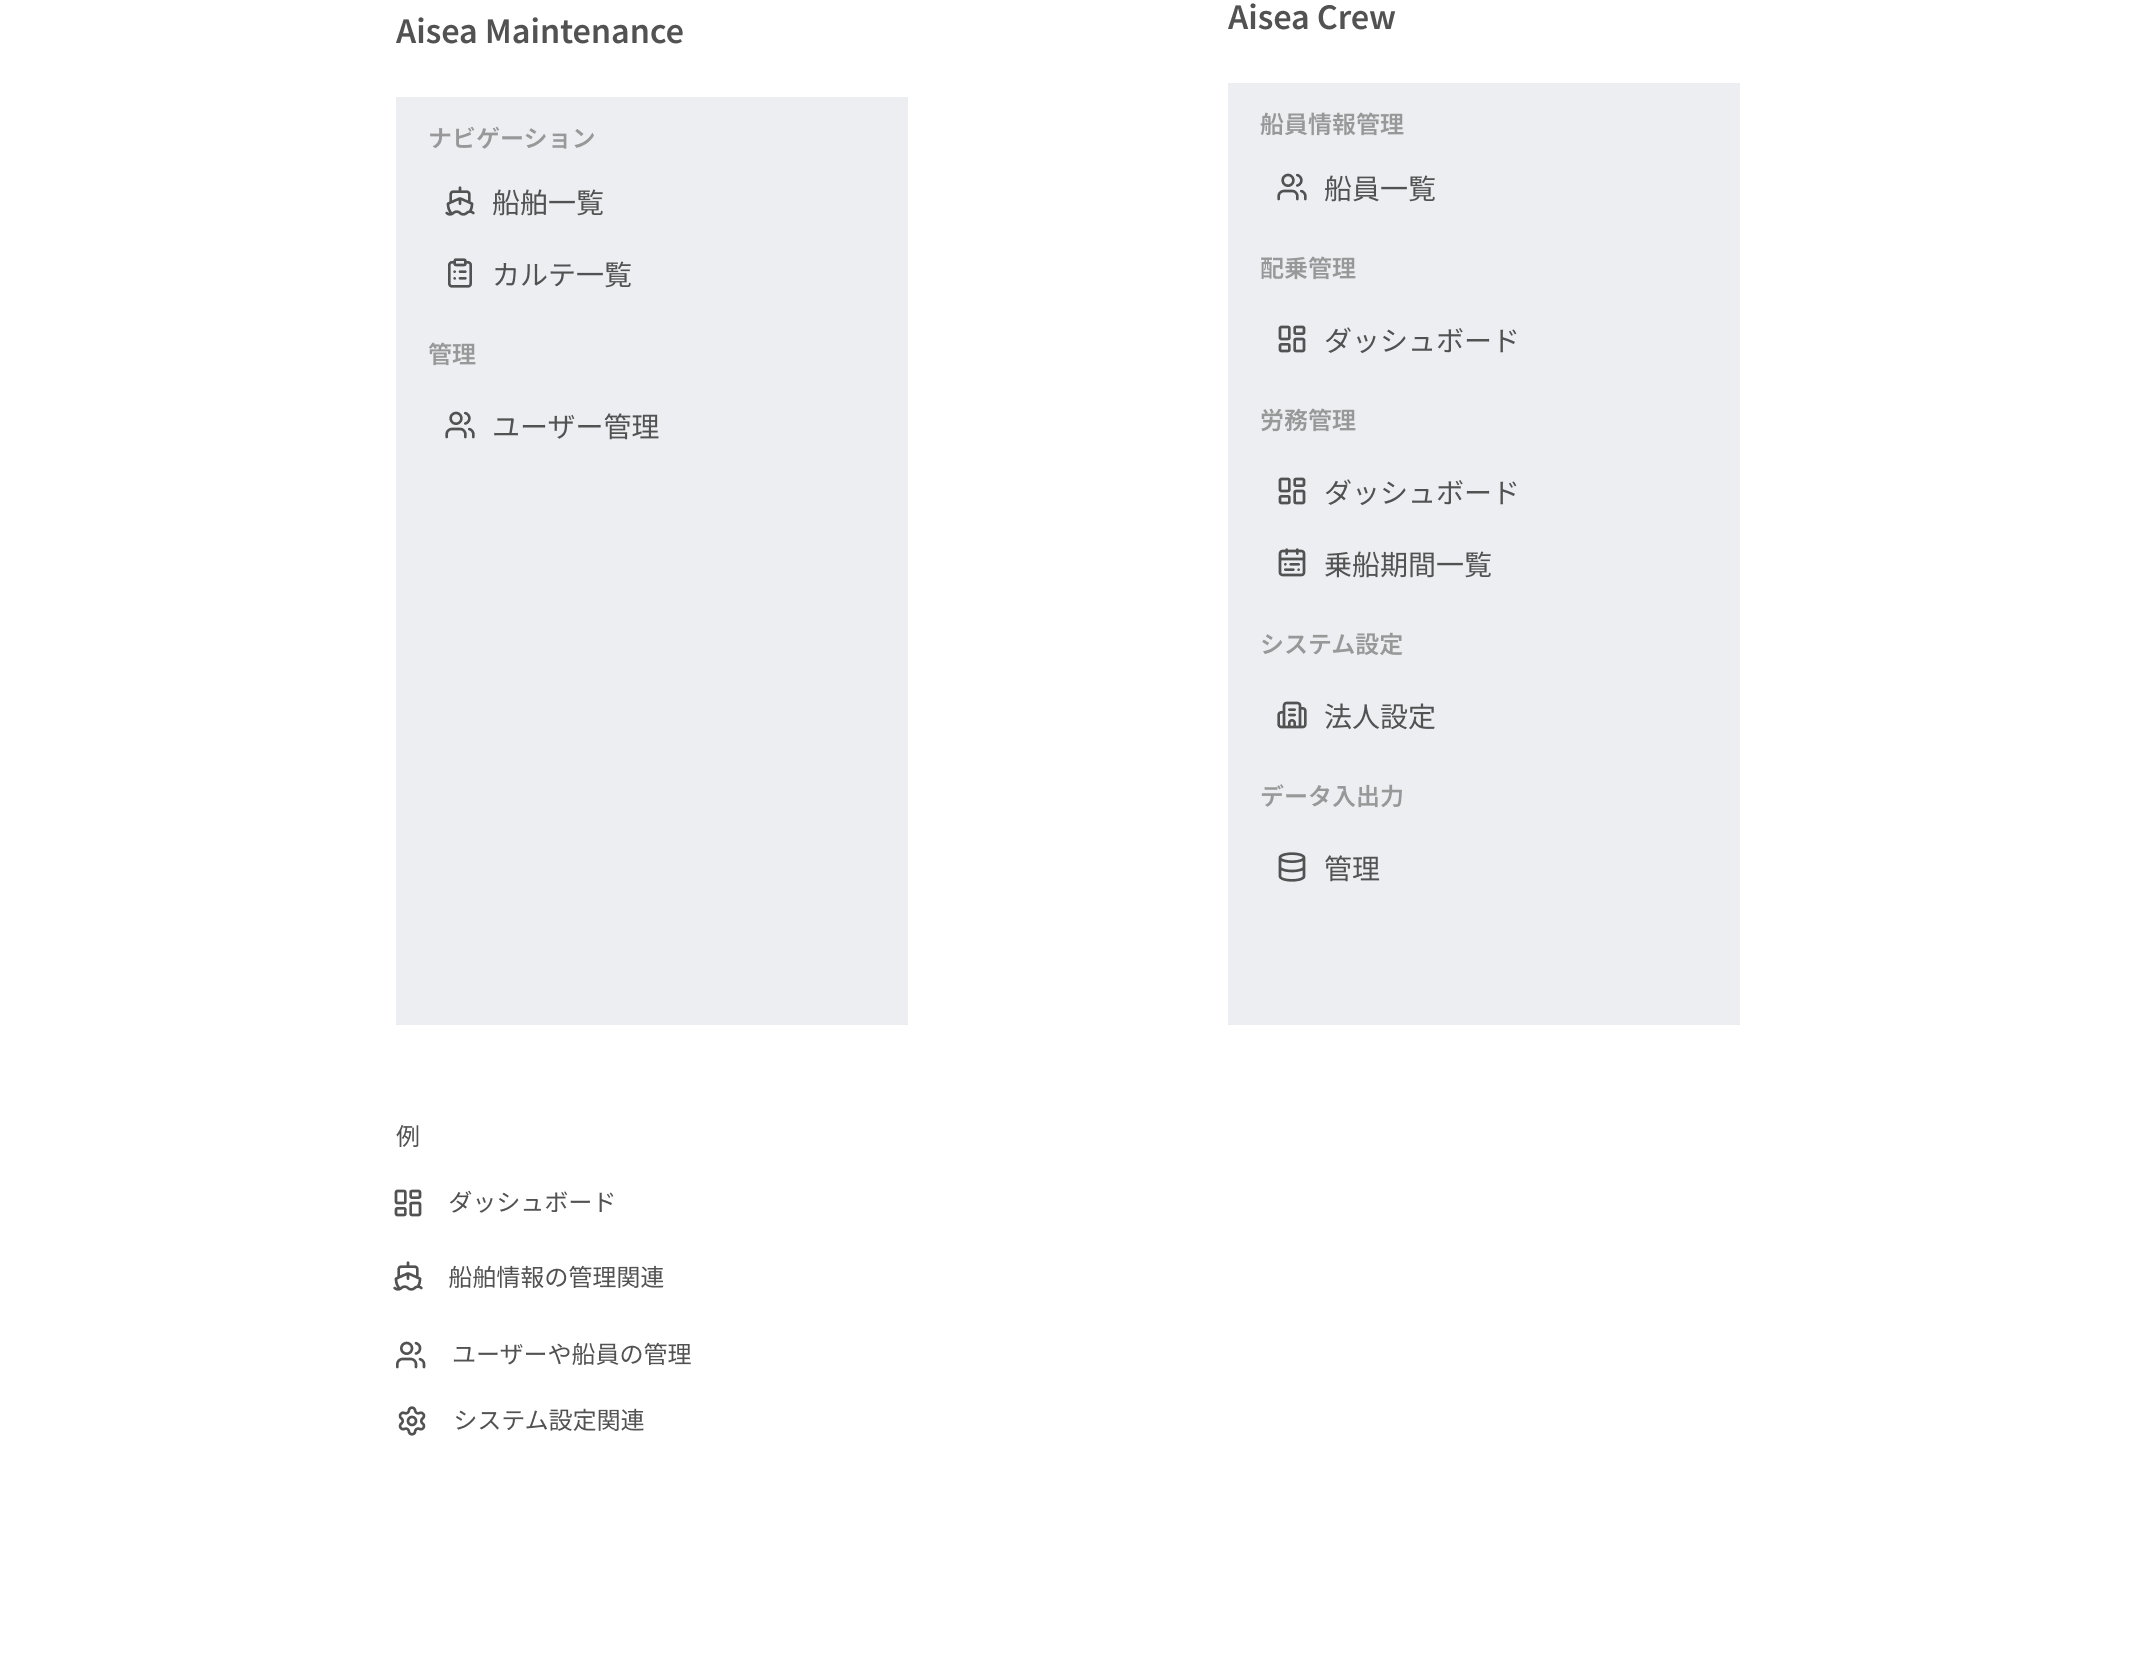 Aisea Maintenance
ナビゲーション
船舶一覧
カルテ一覧
管理
ユーザー管理
Aisea Crew
船員情報管理
船員一覧
配乗管理
ダッシュボード
労務管理
ダッシュボード
乗船期間一覧
システム設定
法人設定
データ入出力
管理
例
ダッシュボード
船舶情報の管理関連
ユーザーや船員の管理
システム設定関連